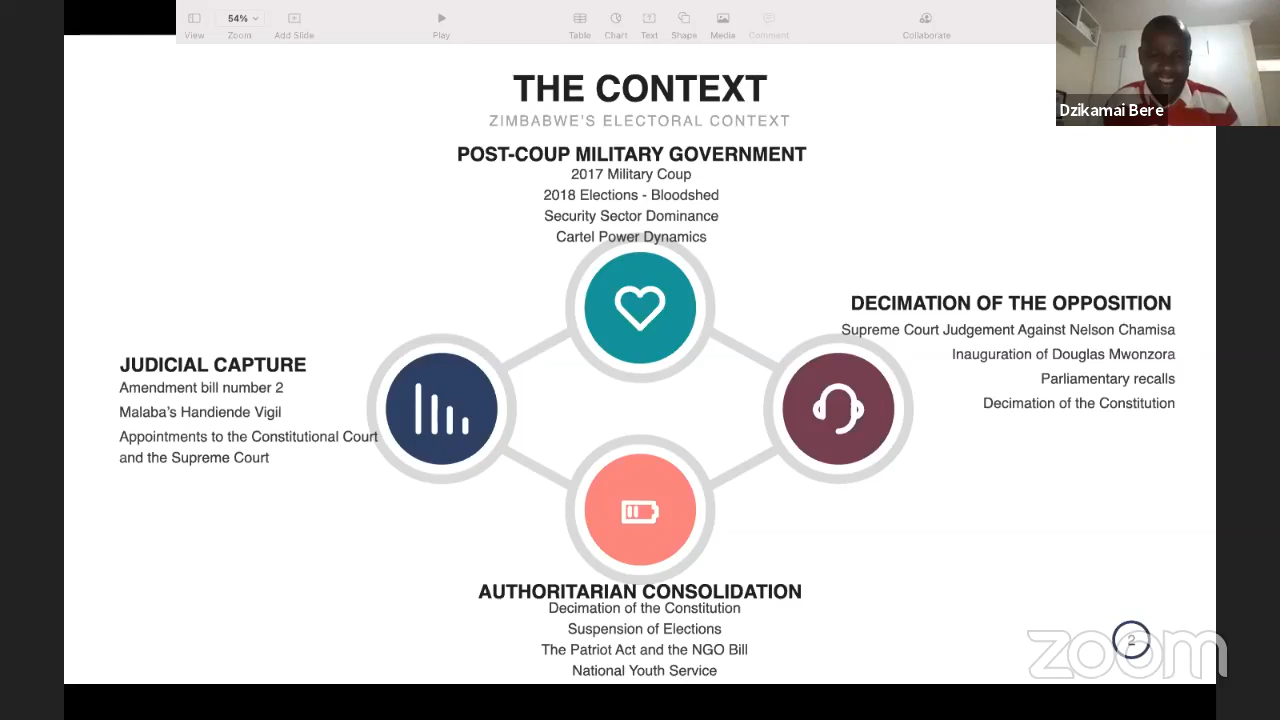 54%
View
Zoom
Add Slide
Play
Table
Chart
Text
Shape
Media
Comment
Collaborate
Dzikamai Bere
THE CONTEXT
ZIMBABWE'S ELECTORAL CONTEXT
POST-COUP MILITARY GOVERNMENT
2017 Military Coup
2018 Elections - Bloodshed
Security Sector Dominance
Cartel Power Dynamics
DECIMATION OF THE OPPOSITION
Supreme Court Judgement Against Nelson Chamisa
Inauguration of Douglas Mwonzora
Parliamentary recalls
Decimation of the Constitution
JUDICIAL CAPTURE
Amendment bill number 2
Malaba's Handiende Vigil
Appointments to the Constitutional Court
and the Supreme Court
AUTHORITARIAN CONSOLIDATION
Decimation of the Constitution
Suspension of Elections
The Patriot Act and the NGO Bill
National Youth Service
2
zoom